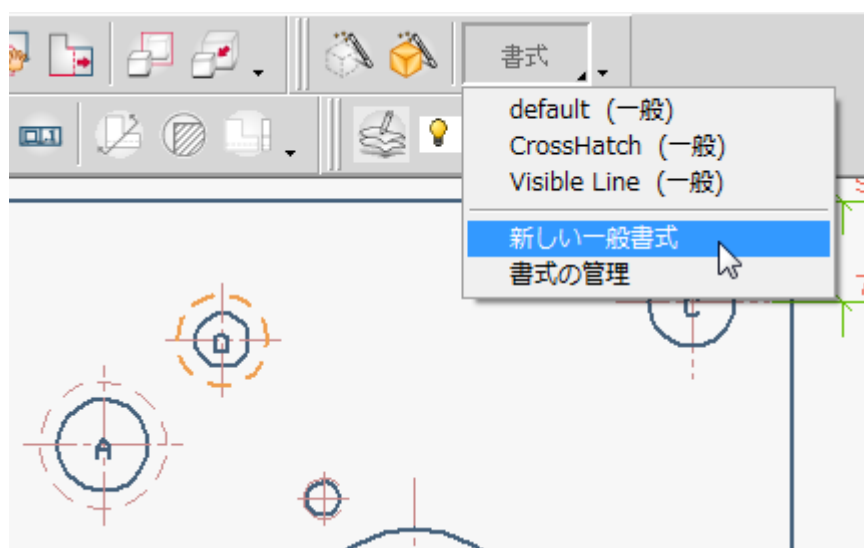 書式
default (一般)
CrossHatch (一般)
Visible Line (一般)
新しい一般書式
書式の管理
D
C
A